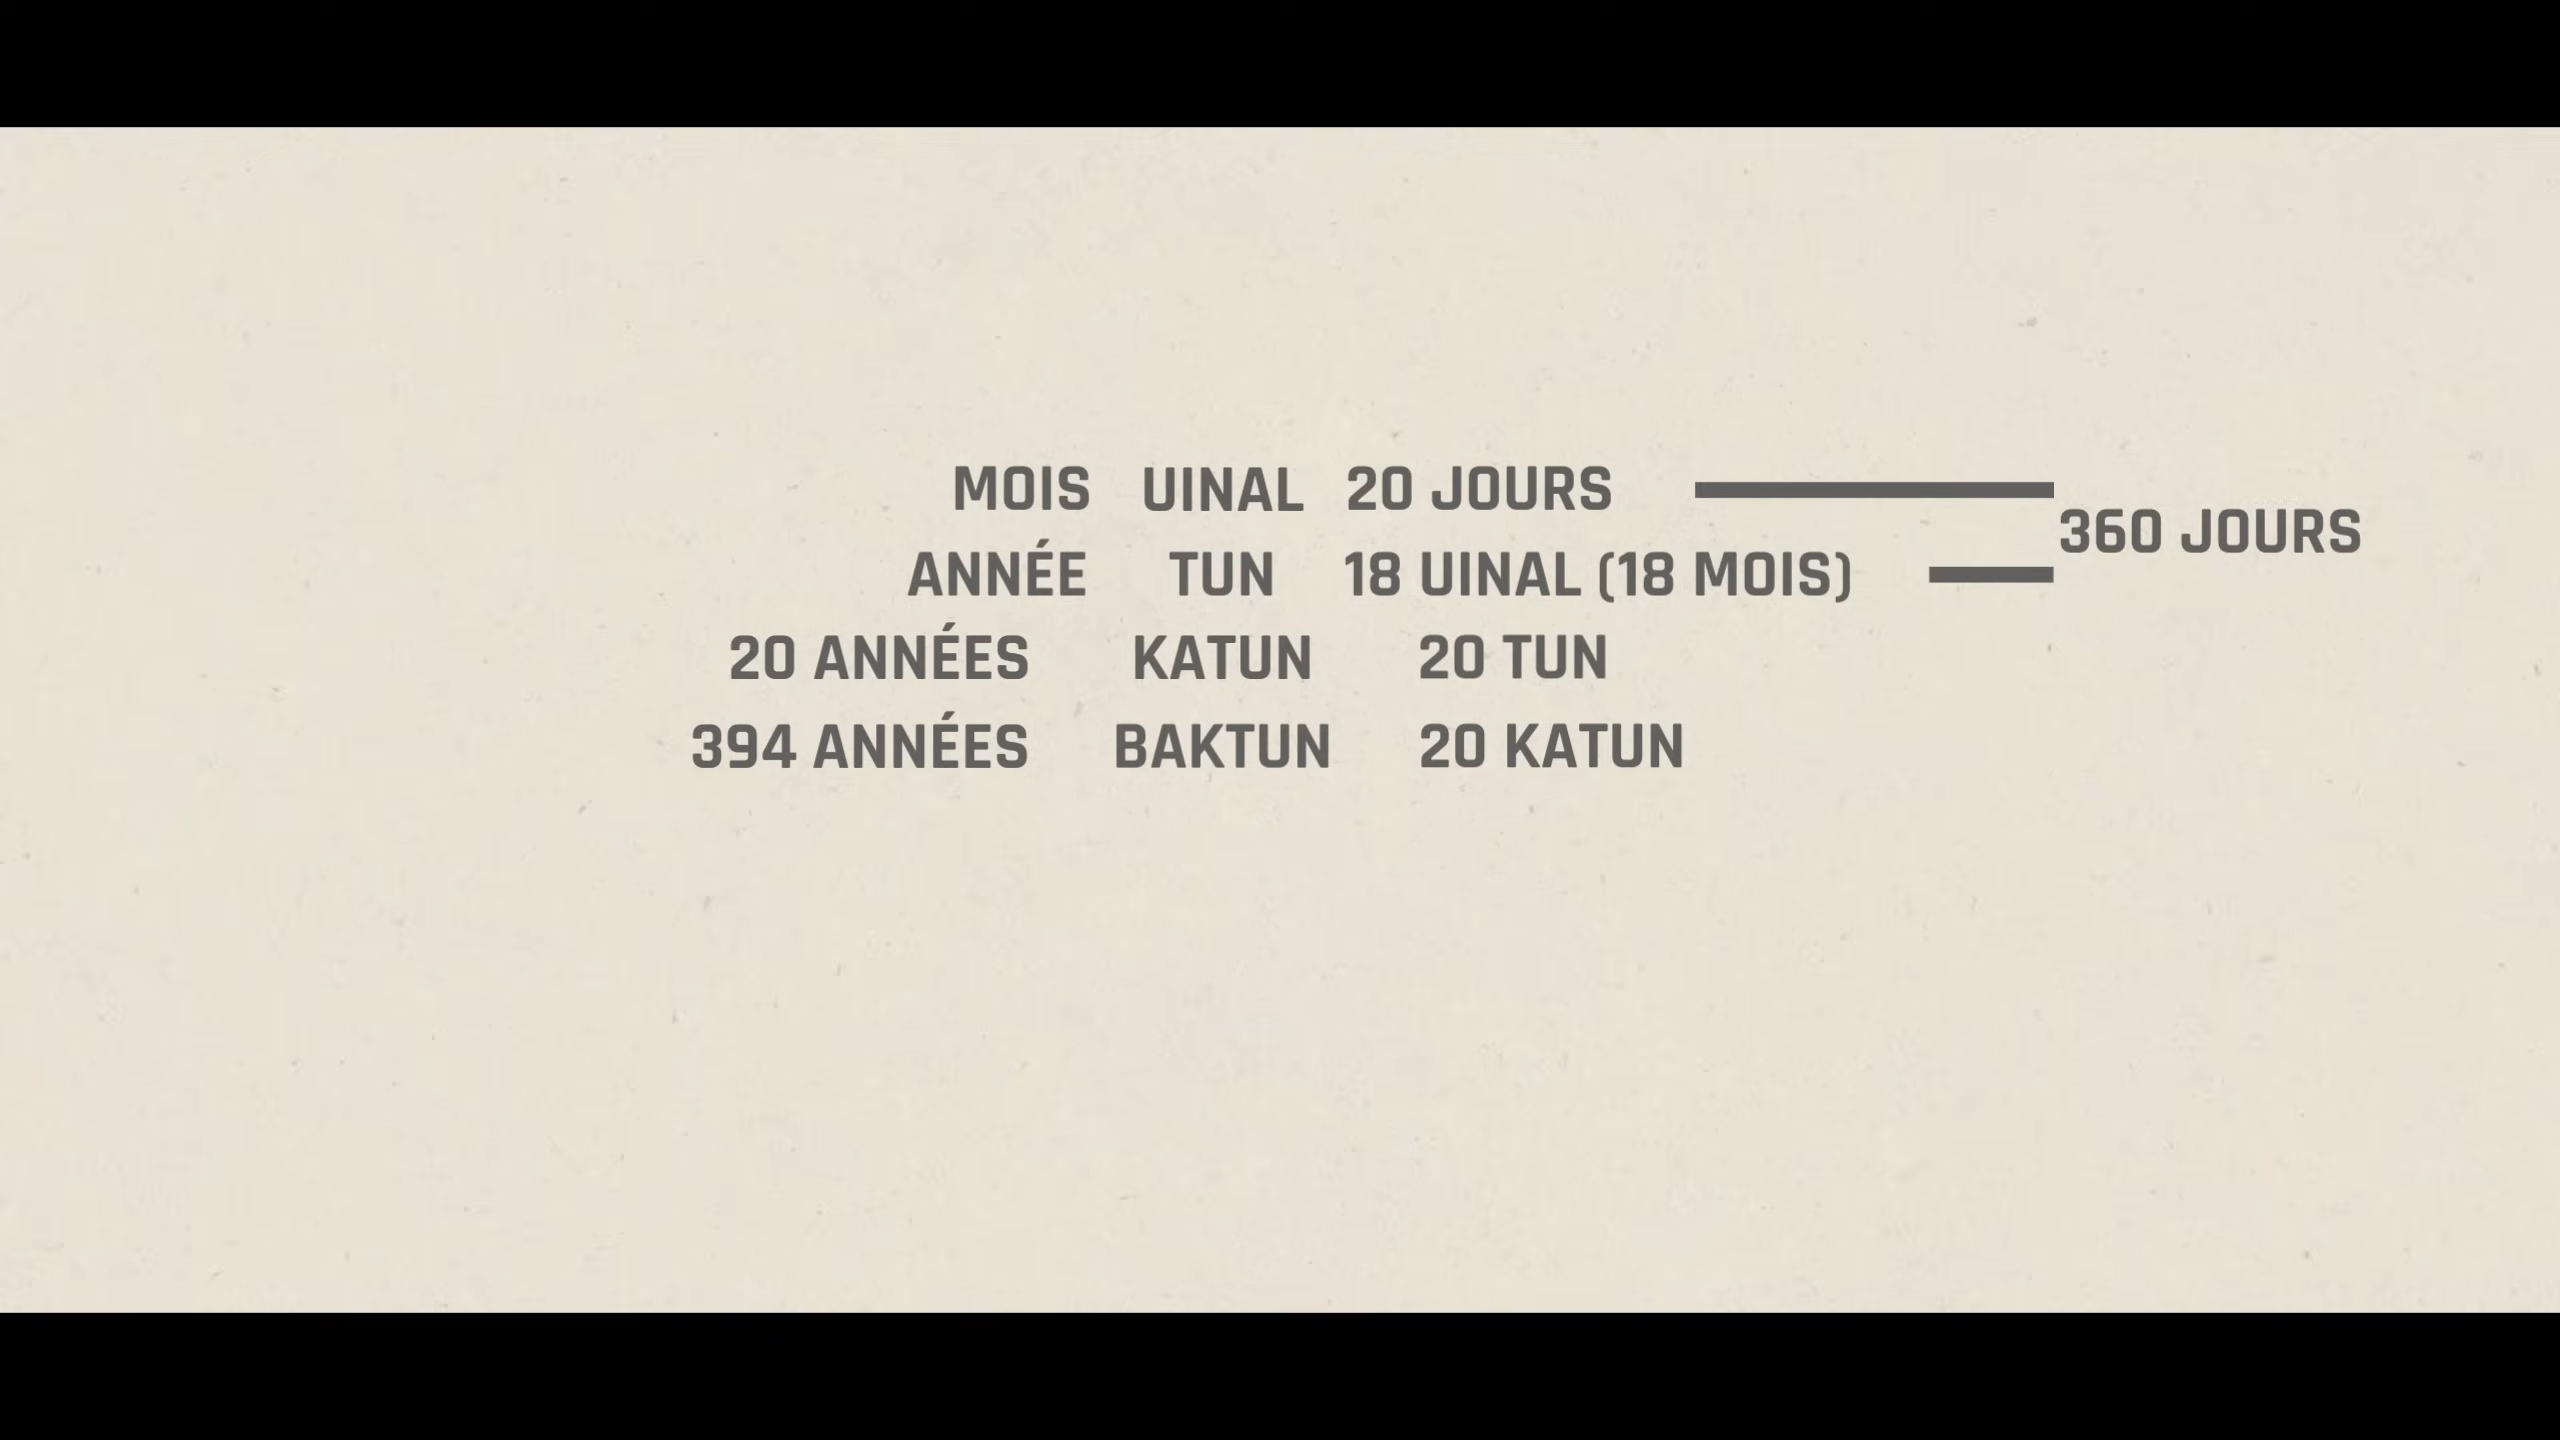 MOIS UINAL 20 JOURS
360 JOURS
ANNÉE TUN 18 UINAL (18 MOIS)
20 ANNÉES KATUN 20 TUN
394 ANNÉES BAKTUN 20 KATUN